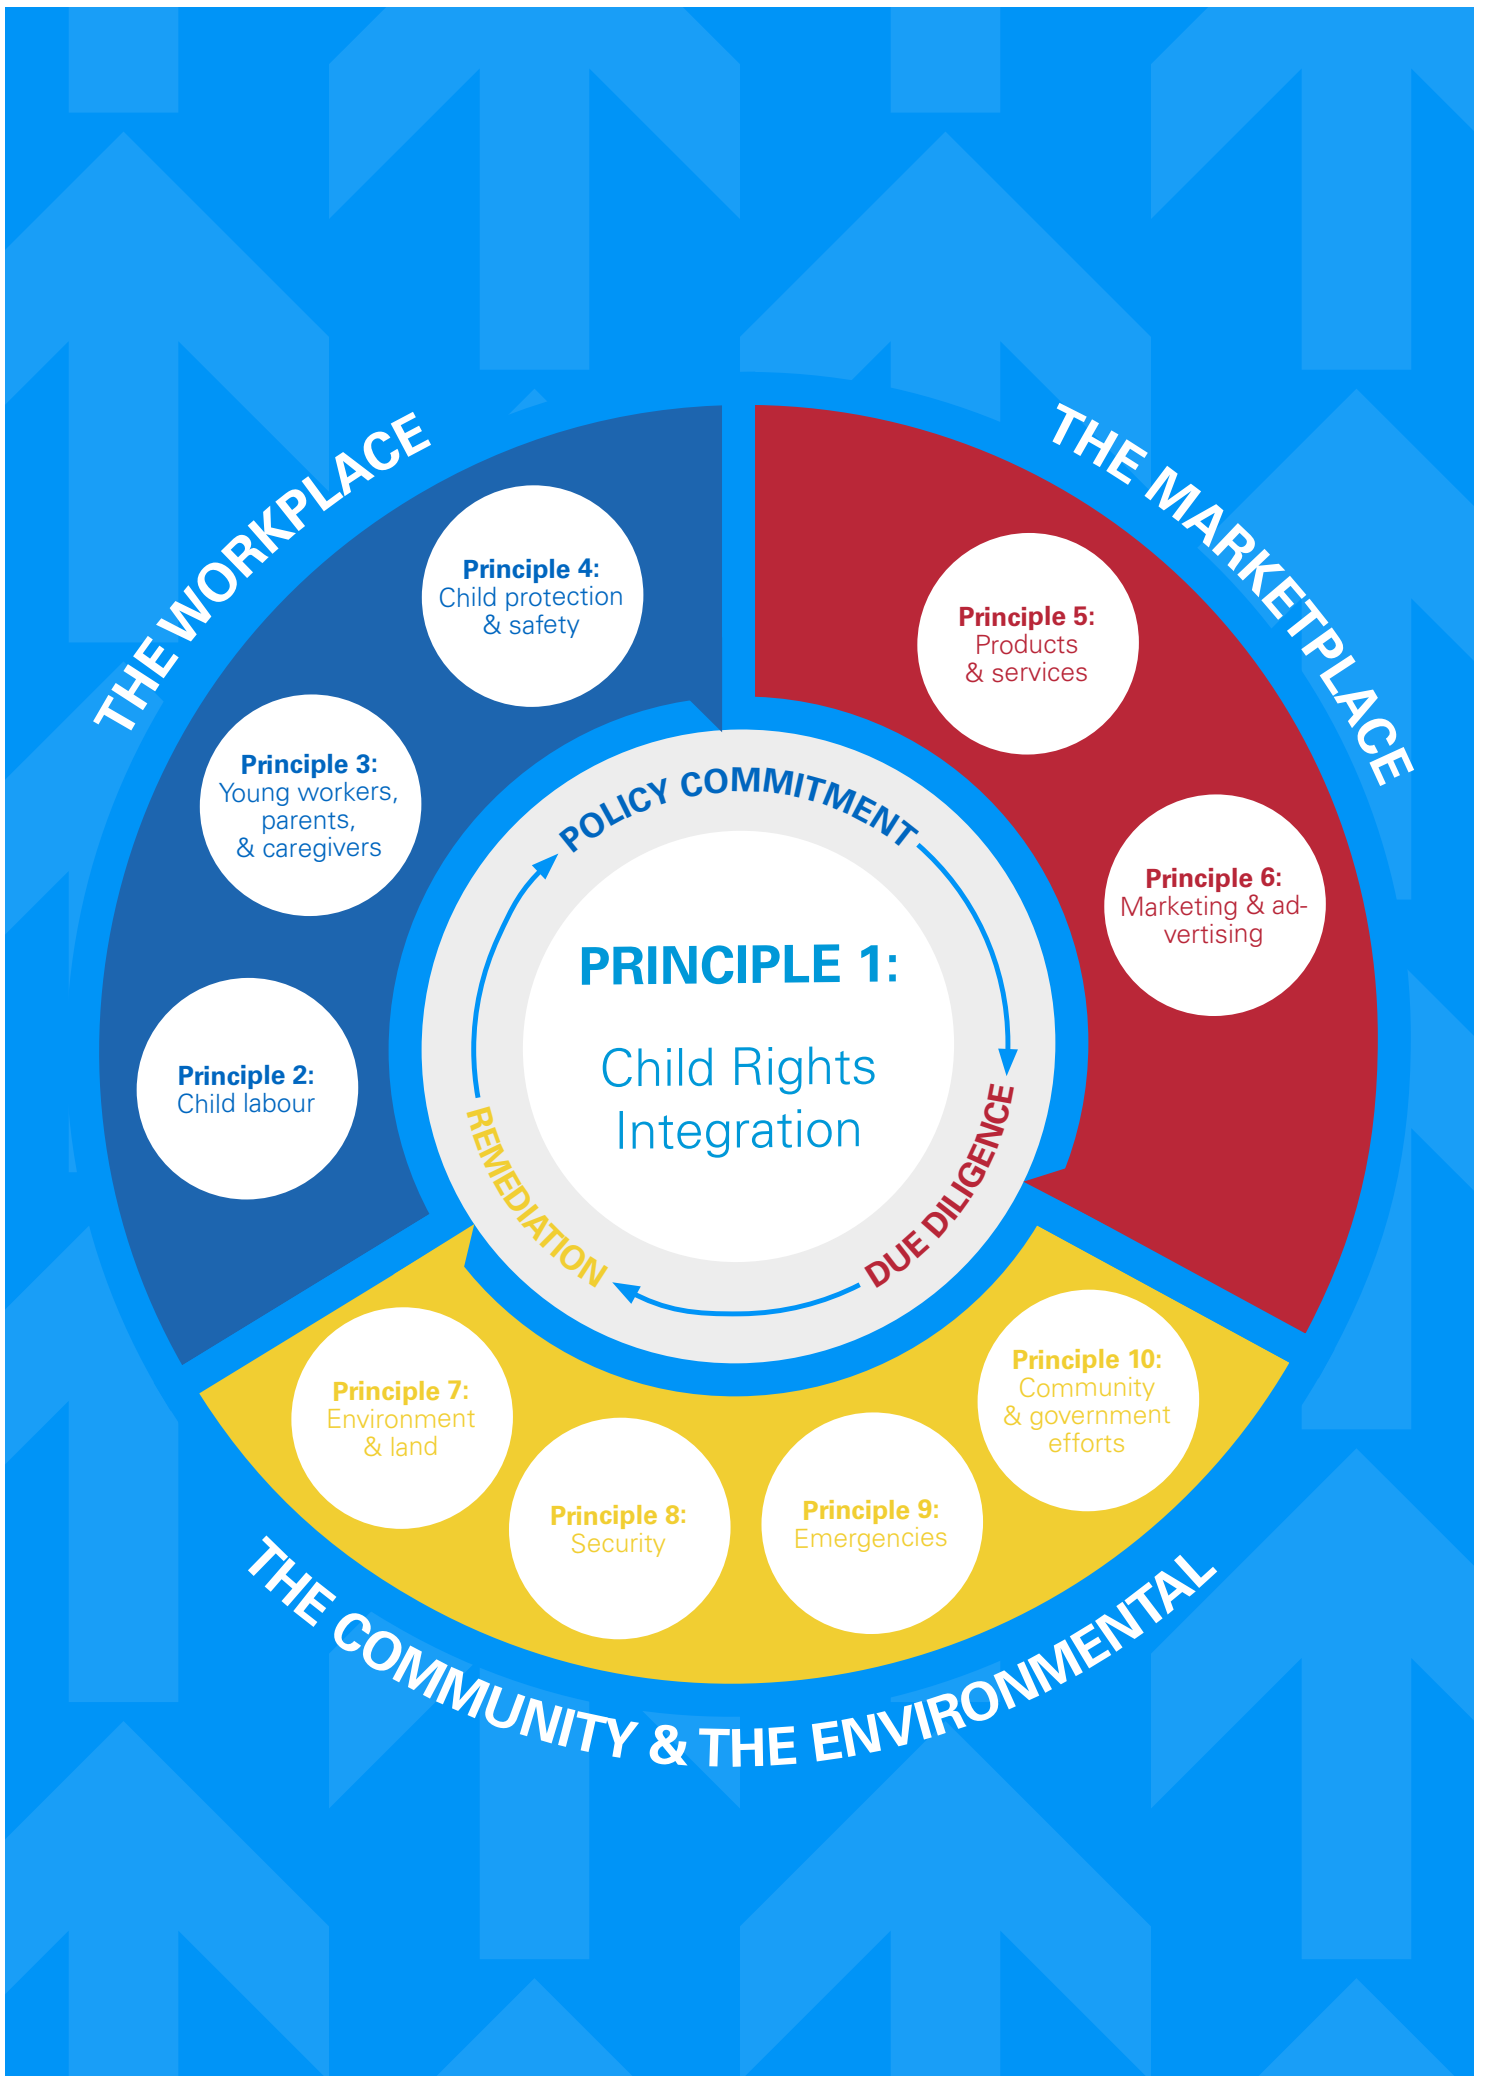 THE WORKPLACE
THE MARKETPLACE
Principle 4:
Child protection
& safety
Principle 5:
Products
& services
Principle 3:
Young workers,
parents,
& caregivers
Principle 6:
Marketing & ad-
vertising
Principle 2:
Child labour
POLICY COMMITMENT
DUE DILIGENCE
REMEDIATION
PRINCIPLE 1:
Child Rights
Integration
Principle 7:
Environment
& land
Principle 8:
Security
Principle 9:
Emergencies
Principle 10:
Community
& government
efforts
THE COMMUNITY & THE ENVIRONMENTAL